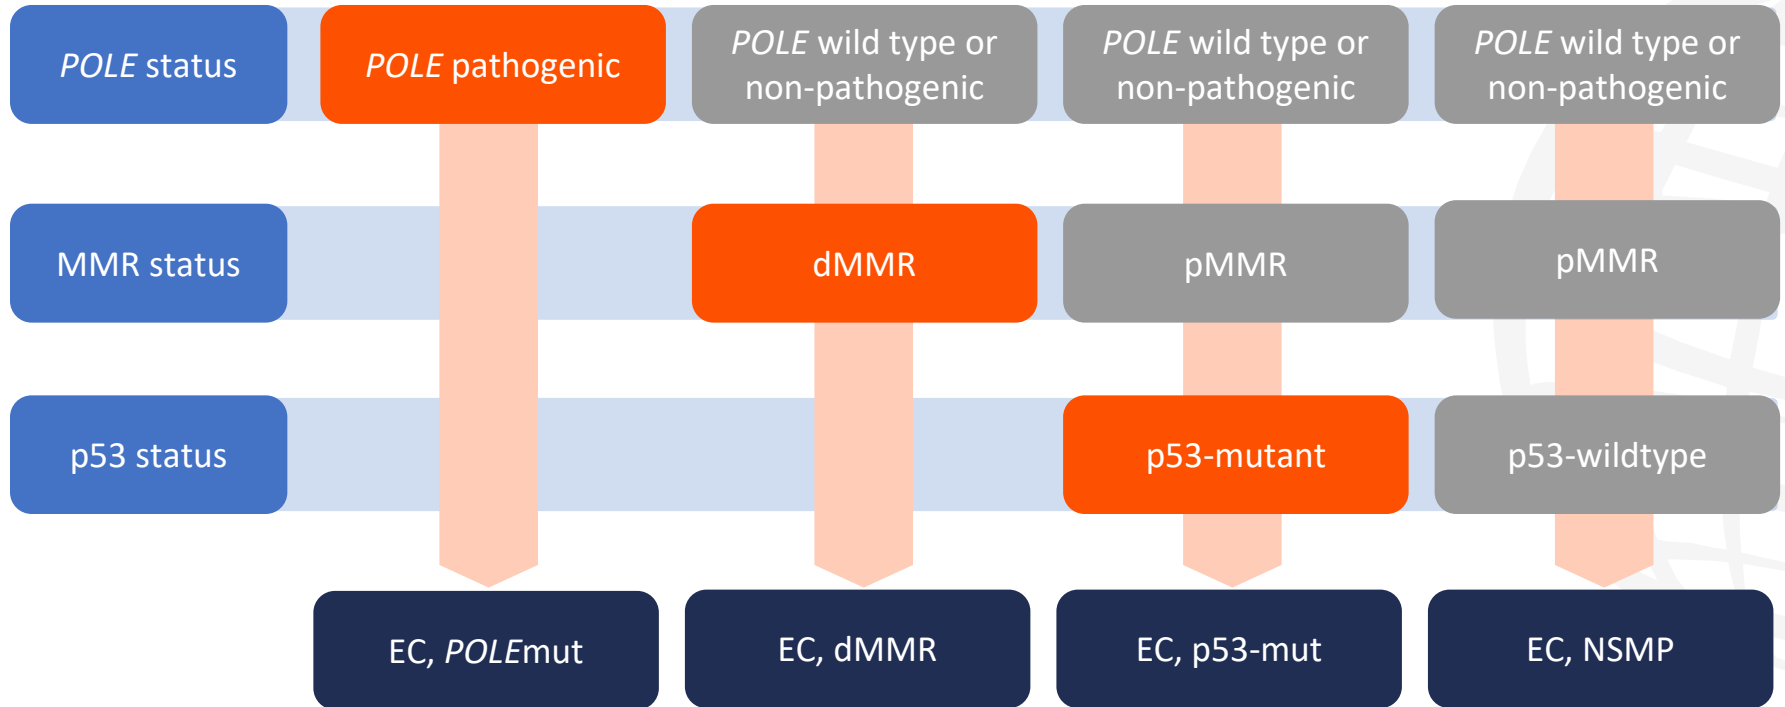 POLE status
POLE pathogenic
POLE wild type or
non-pathogenic
POLE wild type or
non-pathogenic
POLE wild type or
non-pathogenic
MMR status
dMMR
pMMR
pMMR
p53 status
p53-mutant
p53-wildtype
EC, POLEmut
EC, dMMR
EC, p53-mut
EC, NSMP